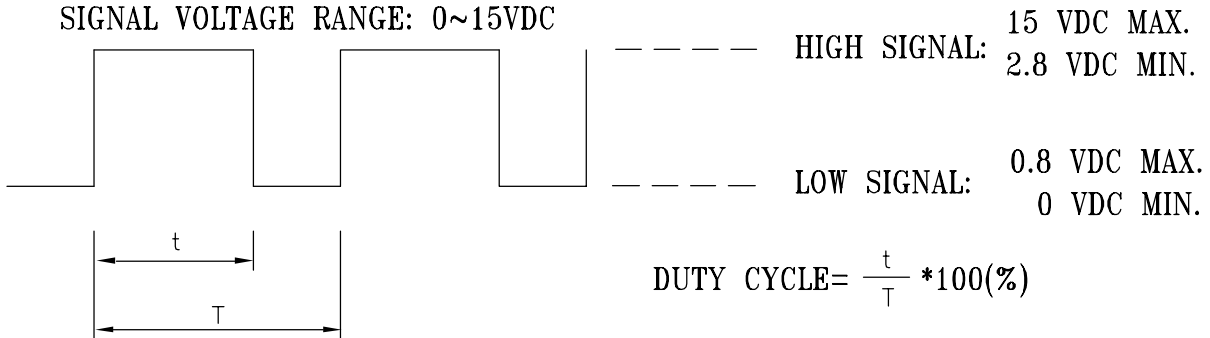 SIGNAL VOLTAGE RANGE: 0~15VDC
HIGH SIGNAL: 15 VDC MAX.
2.8 VDC MIN.
LOW SIGNAL: 0.8 VDC MAX.
0 VDC MIN.
t
T
DUTY CYCLE= t/T *100(%)